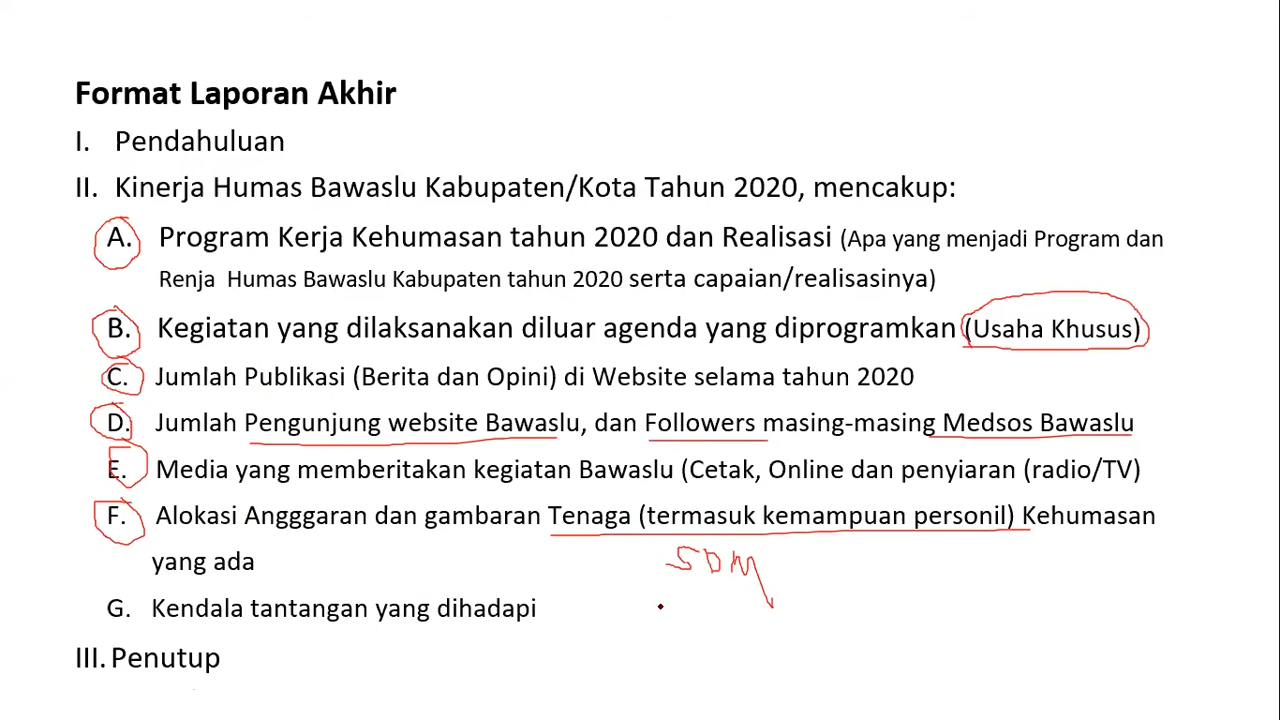 Format Laporan Akhir
I. Pendahuluan
II. Kinerja Humas Bawaslu Kabupaten/Kota Tahun 2020, mencakup:
A. Program Kerja Kehumasan tahun 2020 dan Realisasi (Apa yang menjadi Program dan
Renja Humas Bawaslu Kabupaten tahun 2020 serta capaian/realisasinya)
B. Kegiatan yang dilaksanakan diluar agenda yang diprogramkan (Usaha Khusus)
C. Jumlah Publikasi (Berita dan Opini) di Website selama tahun 2020
D. Jumlah Pengunjung website Bawaslu, dan Followers masing-masing Medsos Bawaslu
E. Media yang memberitakan kegiatan Bawaslu (Cetak, Online dan penyiaran (radio/TV)
F. Alokasi Angggaran dan gambaran Tenaga (termasuk kemampuan personil) Kehumasan
yang ada
SDM
G. Kendala tantangan yang dihadapi
III. Penutup